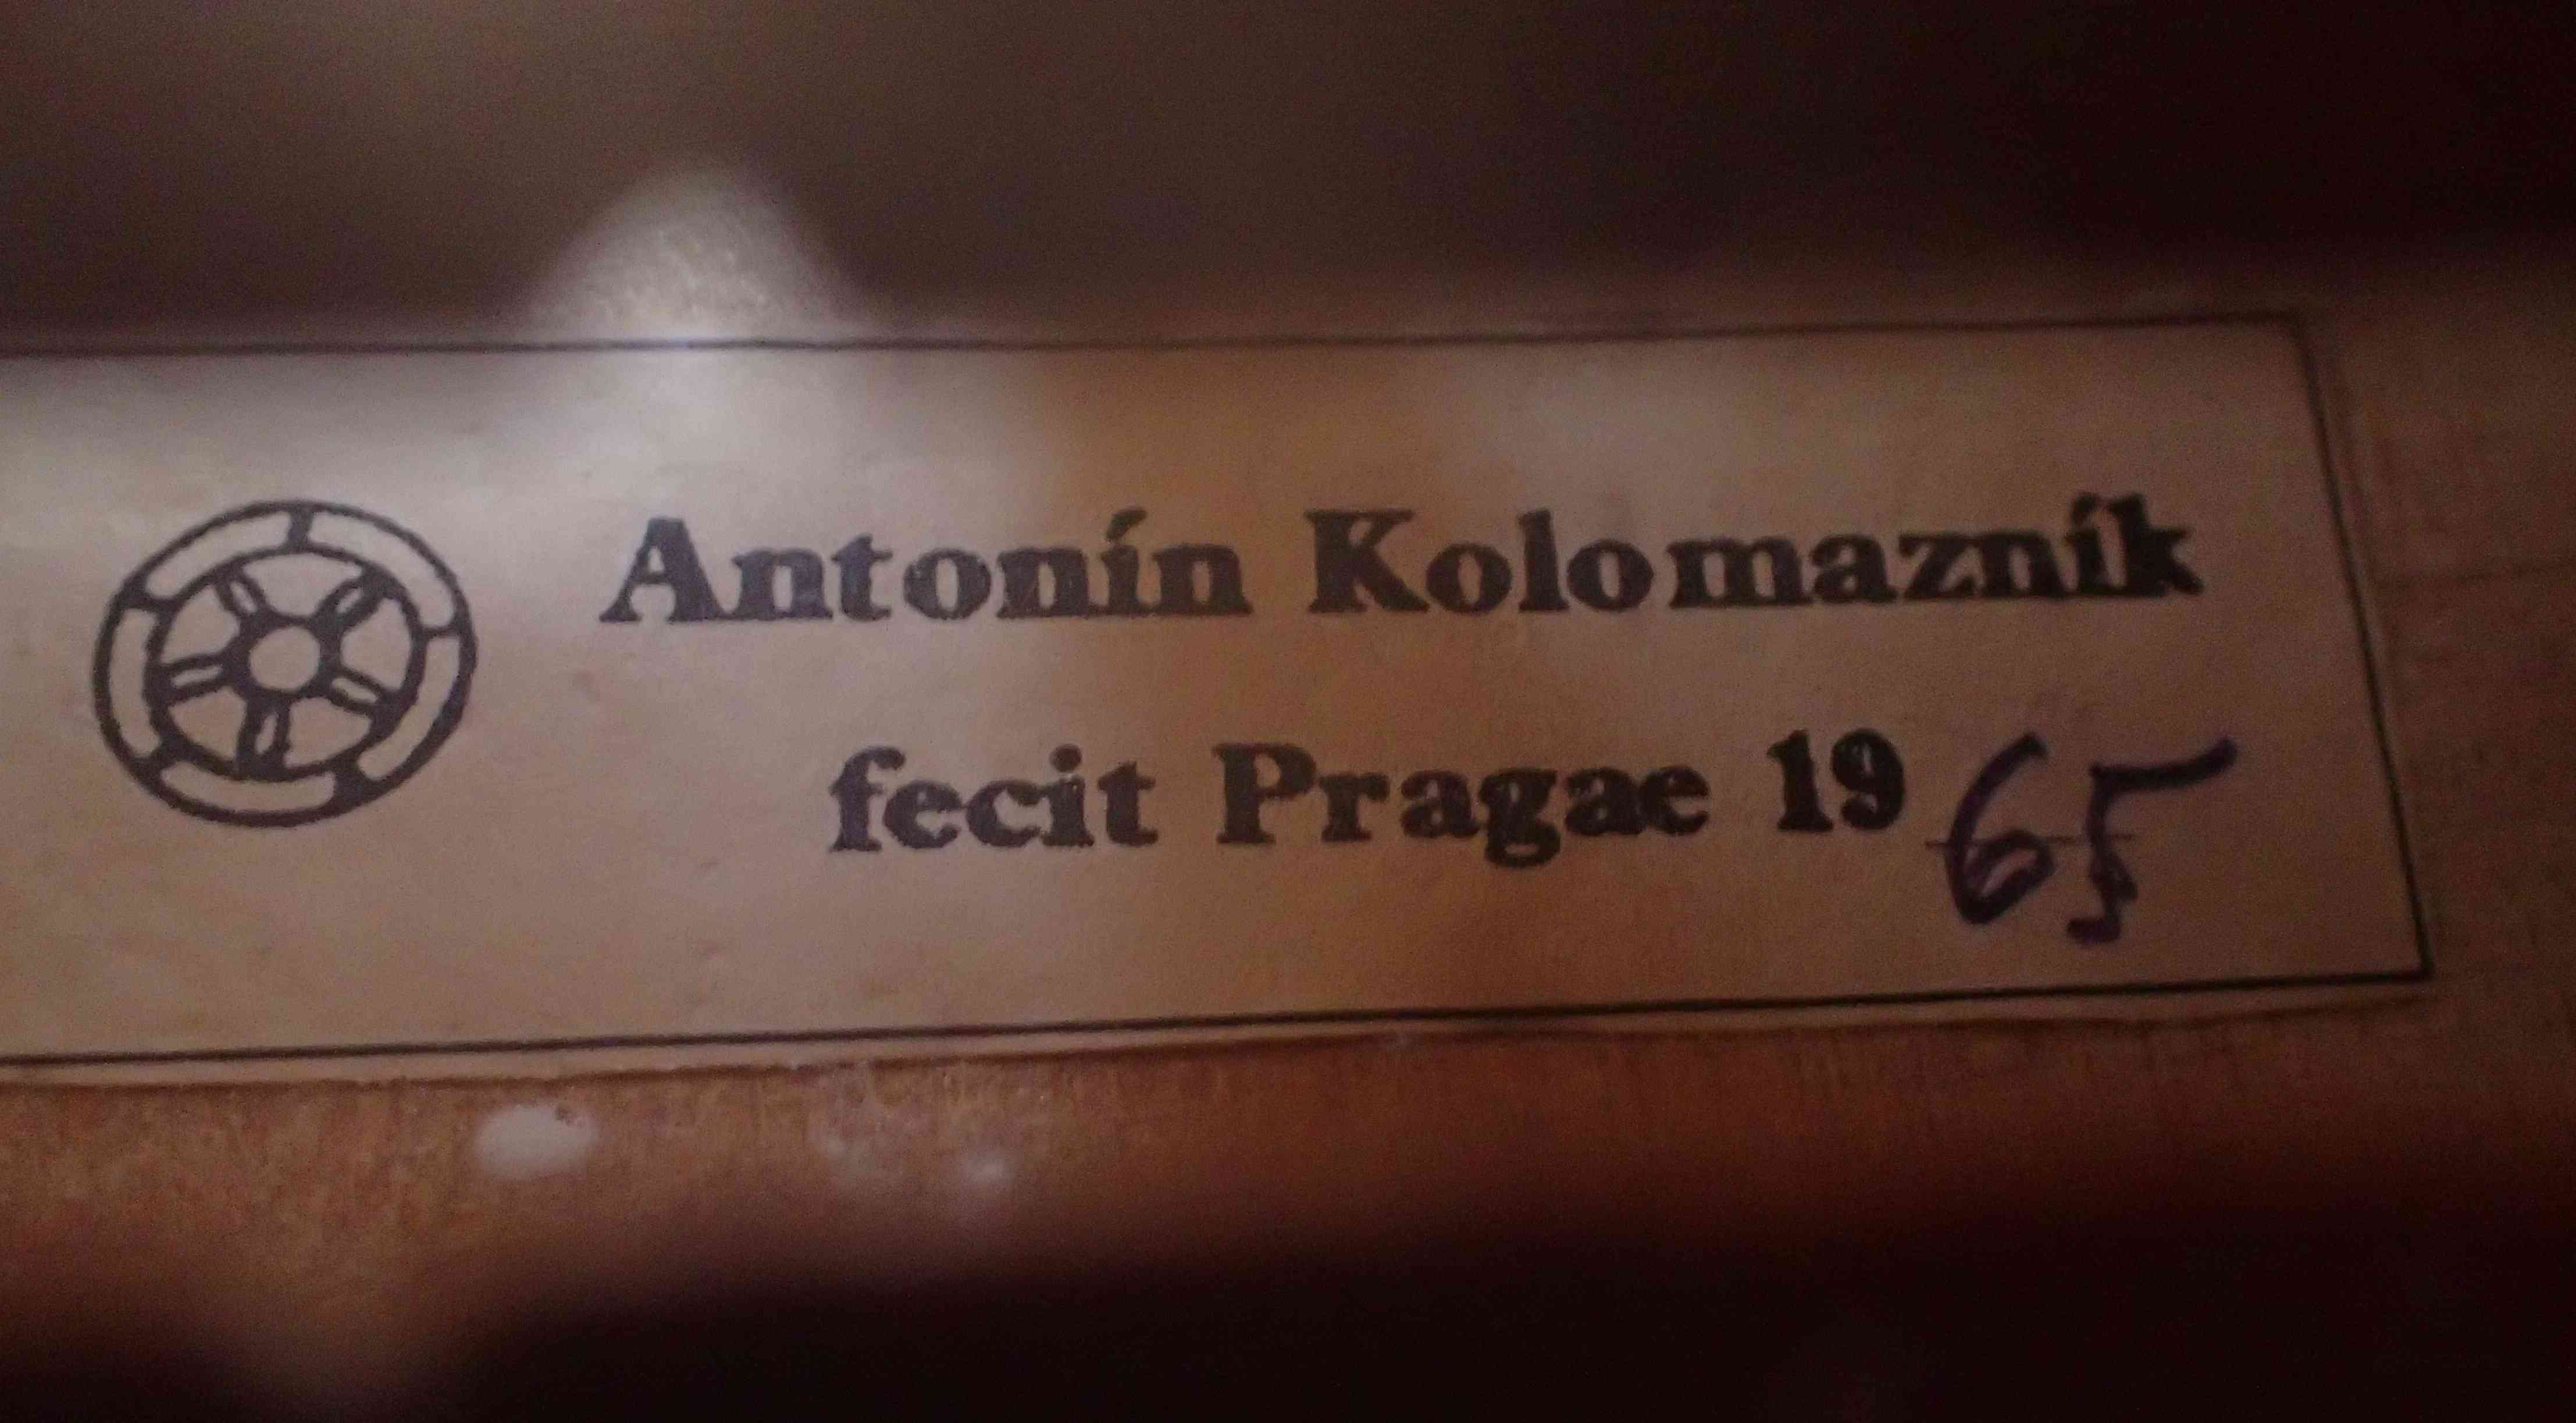 Antonín Kolomazník
fecit Pragae 1965